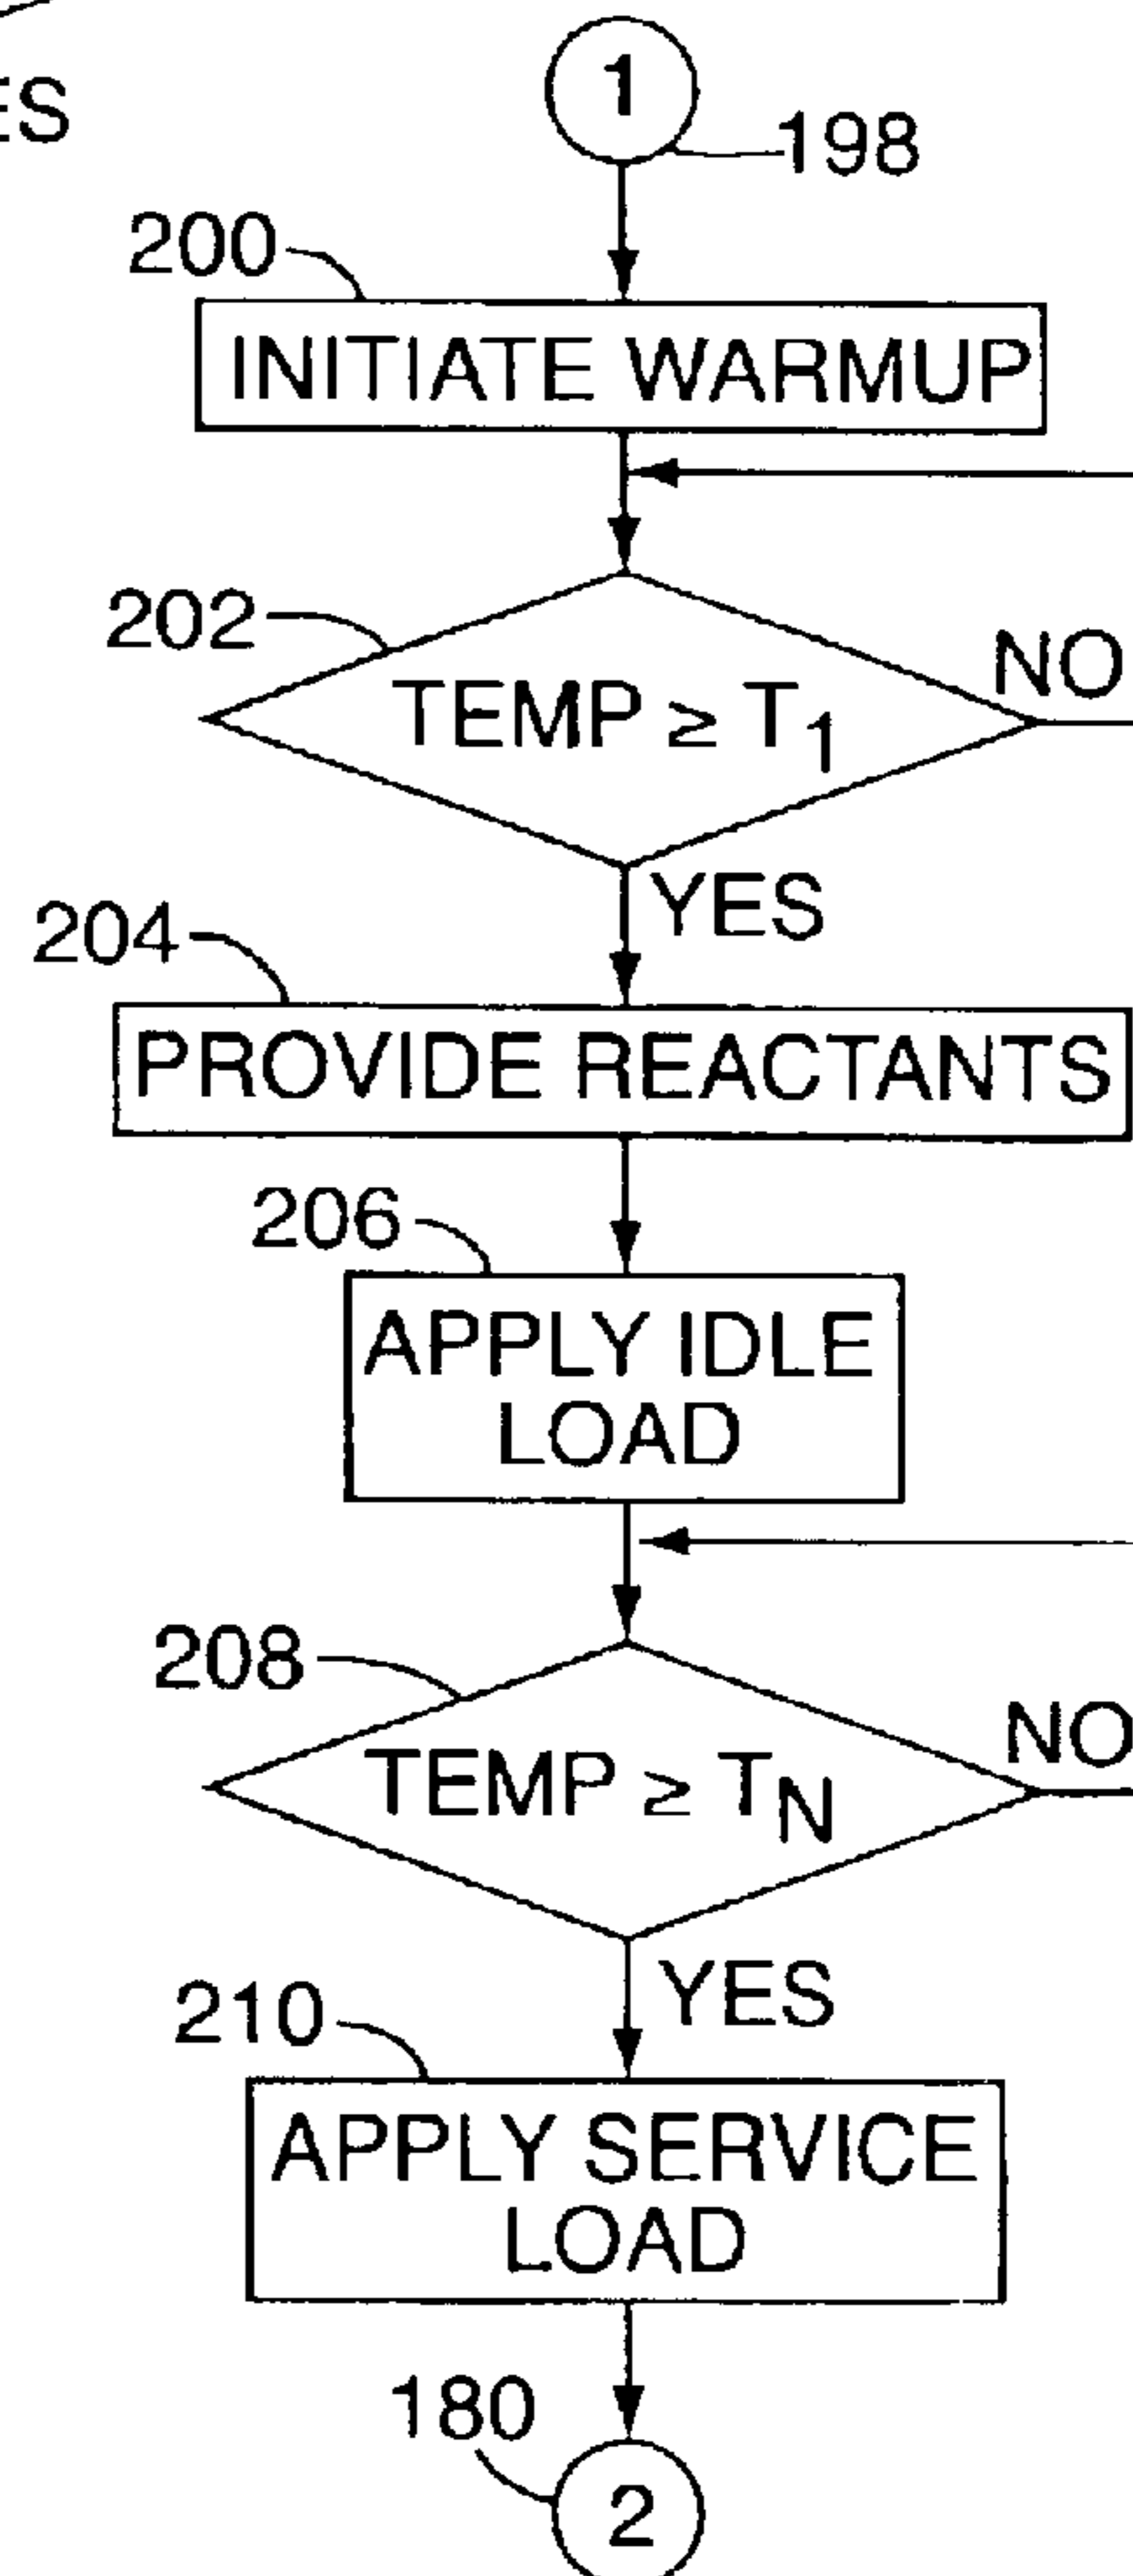 ES
1
198
200
INITIATE WARMUP
202
TEMP ≥ T1
NO
YES
204
PROVIDE REACTANTS
206
APPLY IDLE
LOAD
208
TEMP ≥ TN
NO
YES
210
APPLY SERVICE
LOAD
180
2